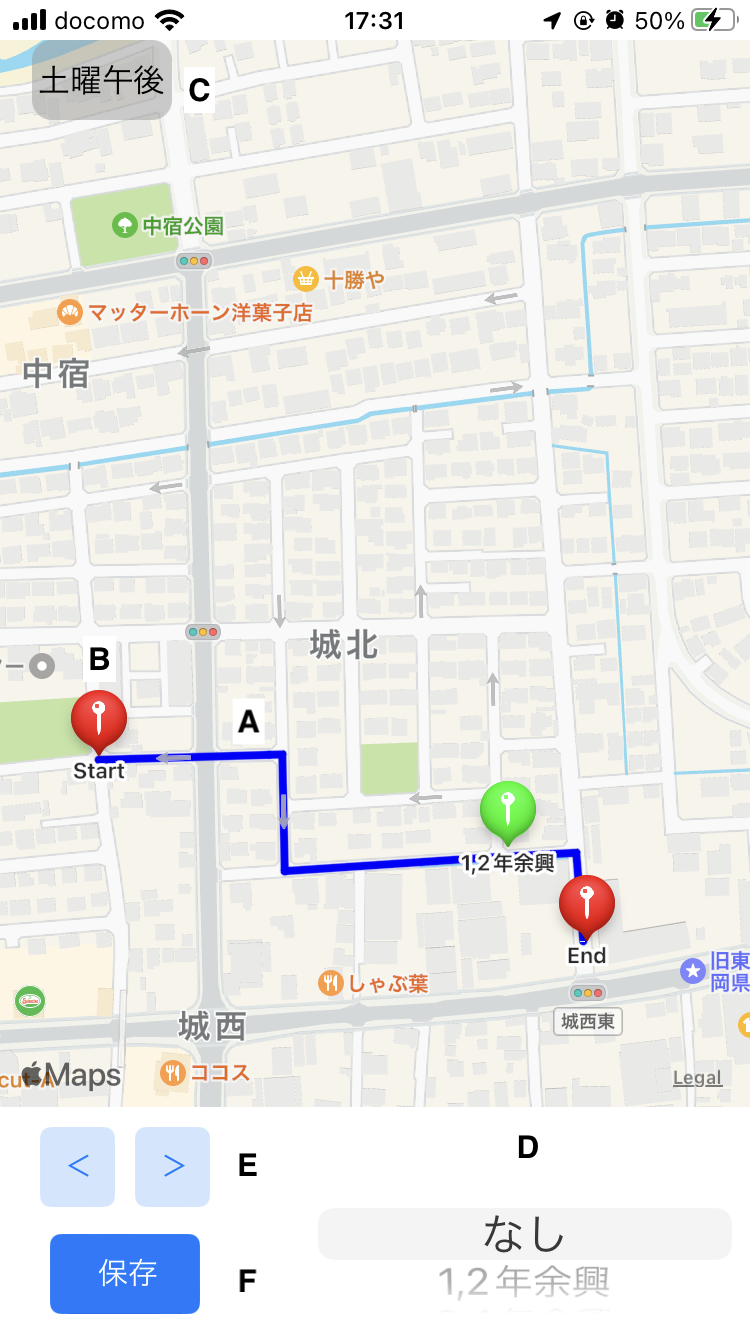 docomo 17:31 50%
土曜午後 C
中宿公園
十勝や
マッターホーン洋菓子店
中宿
城北
B
A
Start
1,2年余興
End
旧東
岡県
しゃぶ葉
城西東
城西
Maps
ココス
Legal
D
< > E
なし
保存 F
1,2年余興